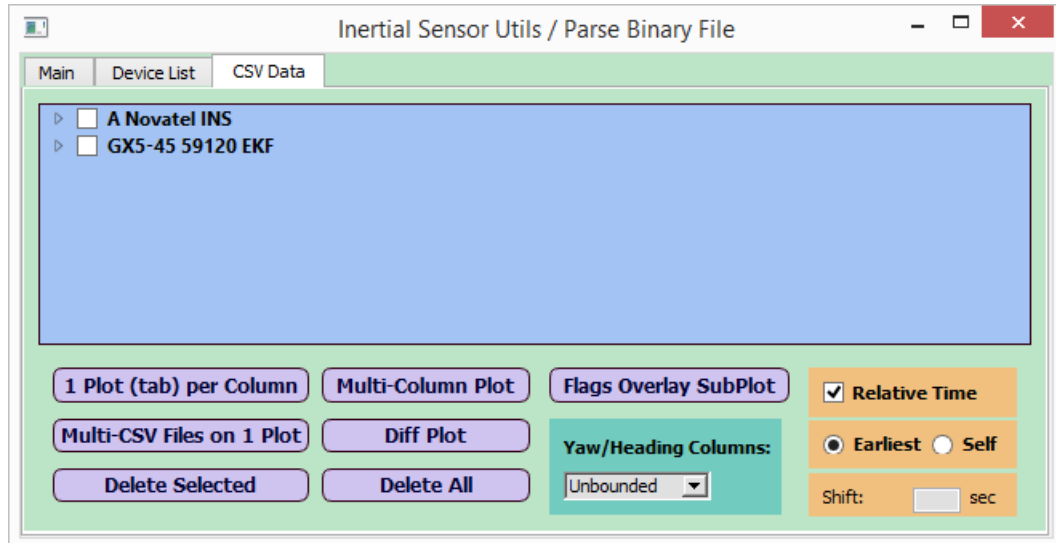 Inertial Sensor Utils / Parse Binary File
Main Device List CSV Data
A Novatel INS
GX5-45 59120 EKF
1 Plot (tab) per Column Multi-Column Plot Flags Overlay SubPlot
Relative Time
Multi-CSV Files on 1 Plot Diff Plot Yaw/Heading Columns: Earliest Self
Delete Selected Delete All Unbounded Shift: sec